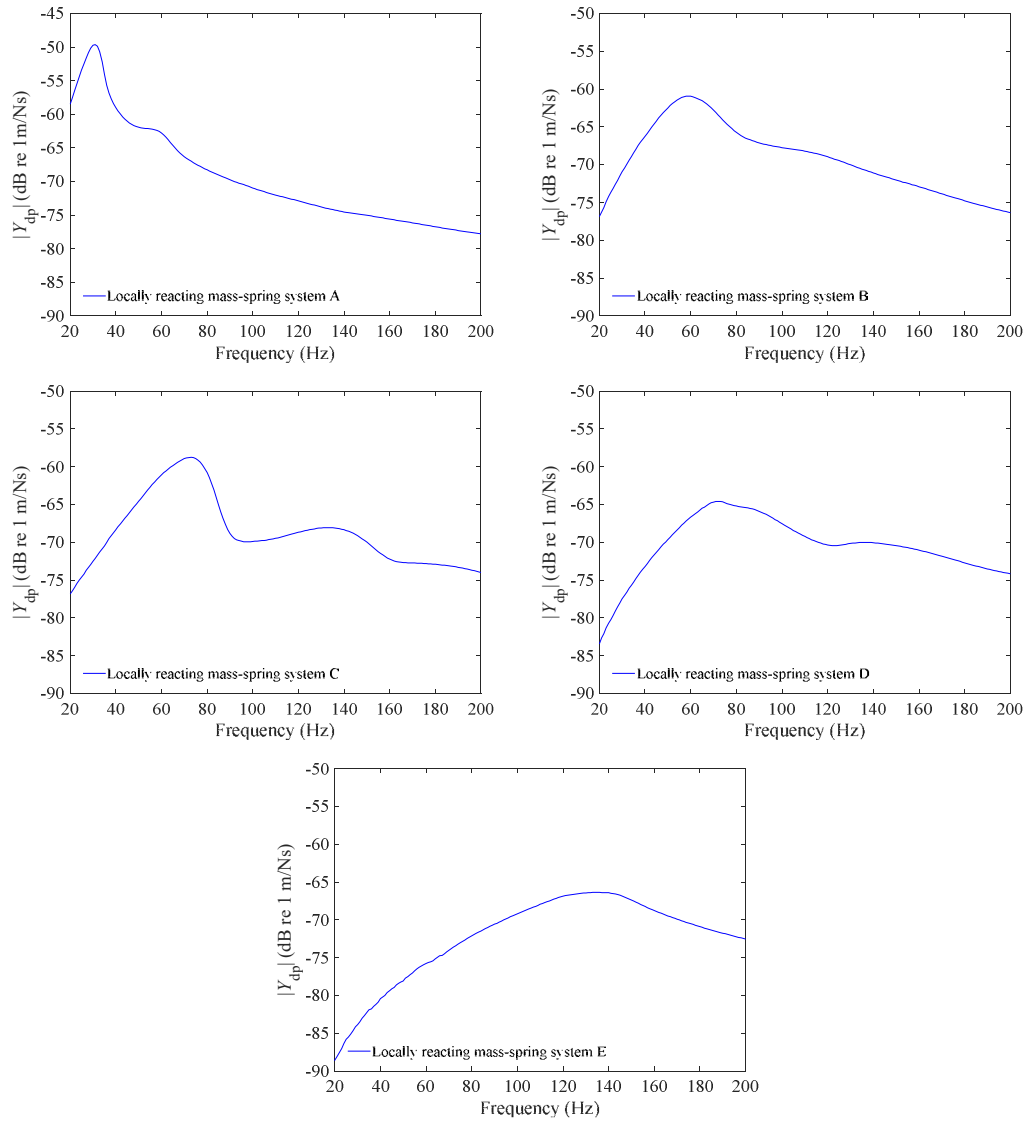 -45
-50
-55
-60
-65
-70
-75
-80
-85
-90
|Ydp| (dB re 1m/Ns)
Locally reacting mass-spring system A
20 40 60 80 100 120 140 160 180 200
Frequency (Hz)
-50
-55
-60
-65
-70
-75
-80
-85
-90
|Ydp| (dB re 1 m/Ns)
Locally reacting mass-spring system B
20 40 60 80 100 120 140 160 180 200
Frequency (Hz)
-50
-55
-60
-65
-70
-75
-80
-85
-90
|Ydp| (dB re 1 m/Ns)
Locally reacting mass-spring system C
20 40 60 80 100 120 140 160 180 200
Frequency (Hz)
-50
-55
-60
-65
-70
-75
-80
-85
-90
|Ydp| (dB re 1 m/Ns)
Locally reacting mass-spring system D
20 40 60 80 100 120 140 160 180 200
Frequency (Hz)
-50
-55
-60
-65
-70
-75
-80
-85
-90
|Ydp| (dB re 1 m/Ns)
Locally reacting mass-spring system E
20 40 60 80 100 120 140 160 180 200
Frequency (Hz)